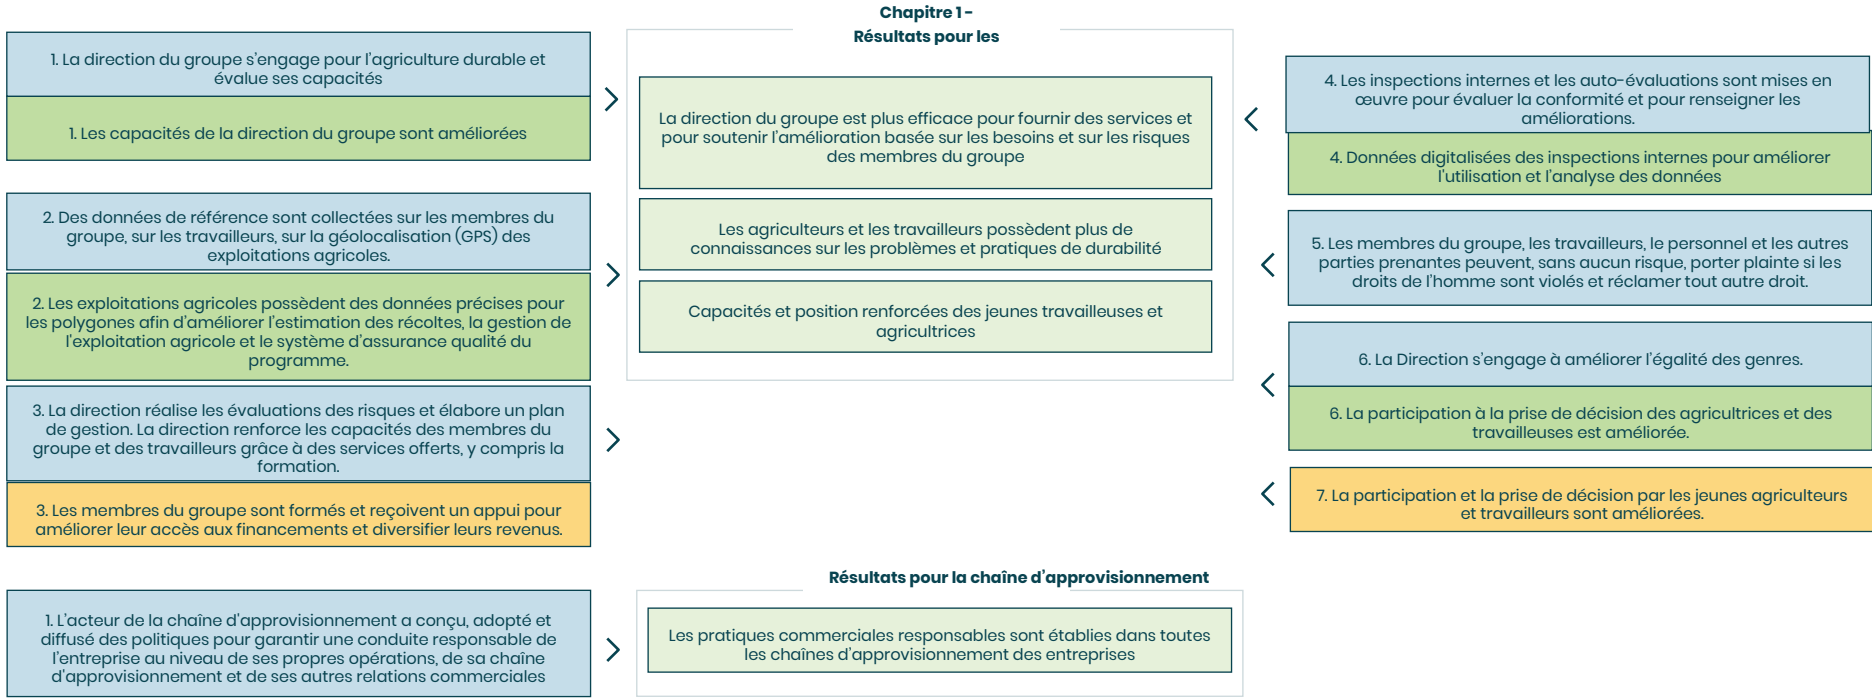 Chapitre 1 -
Résultats pour les
1. La direction du groupe s'engage pour l'agriculture durable et
évalue ses capacités
1. Les capacités de la direction du groupe sont améliorées
2. Des données de référence sont collectées sur les membres du
groupe, sur les travailleurs, sur la géolocalisation (GPS) des
exploitations agricoles.
2. Les exploitations agricoles possèdent des données précises pour
les polygones afin d'améliorer l'estimation des récoltes, la gestion de
l'exploitation agricole et le système d'assurance qualité du
programme.
3. La direction réalise les évaluations des risques et élabore un plan
de gestion. La direction renforce les capacités des membres du
groupe et des travailleurs grâce à des services offerts, y compris la
formation.
3. Les membres du groupe sont formés et reçoivent un appui pour
améliorer leur accès aux financements et diversifier leurs revenus.
La direction du groupe est plus efficace pour fournir des services et
pour soutenir l'amélioration basée sur les besoins et sur les risques
des membres du groupe
Les agriculteurs et les travailleurs possèdent plus de
connaissances sur les problèmes et pratiques de durabilité
Capacités et position renforcées des jeunes travailleuses et
agricultrices
4. Les inspections internes et les auto-évaluations sont mises en
œuvre pour évaluer la conformité et pour renseigner les
améliorations.
4. Données digitalisées des inspections internes pour améliorer
l'utilisation et l'analyse des données
5. Les membres du groupe, les travailleurs, le personnel et les autres
parties prenantes peuvent, sans aucun risque, porter plainte si les
droits de l'homme sont violés et réclamer tout autre droit.
6. La Direction s'engage à améliorer l'égalité des genres.
6. La participation à la prise de décision des agricultrices et des
travailleuses est améliorée.
7. La participation et la prise de décision par les jeunes agriculteurs
et travailleurs sont améliorées.
Résultats pour la chaîne d'approvisionnement
1. L'acteur de la chaîne d'approvisionnement a conçu, adopté et
diffusé des politiques pour garantir une conduite responsable de
l'entreprise au niveau de ses propres opérations, de sa chaîne
d'approvisionnement et de ses autres relations commerciales
Les pratiques commerciales responsables sont établies dans toutes
les chaînes d'approvisionnement des entreprises